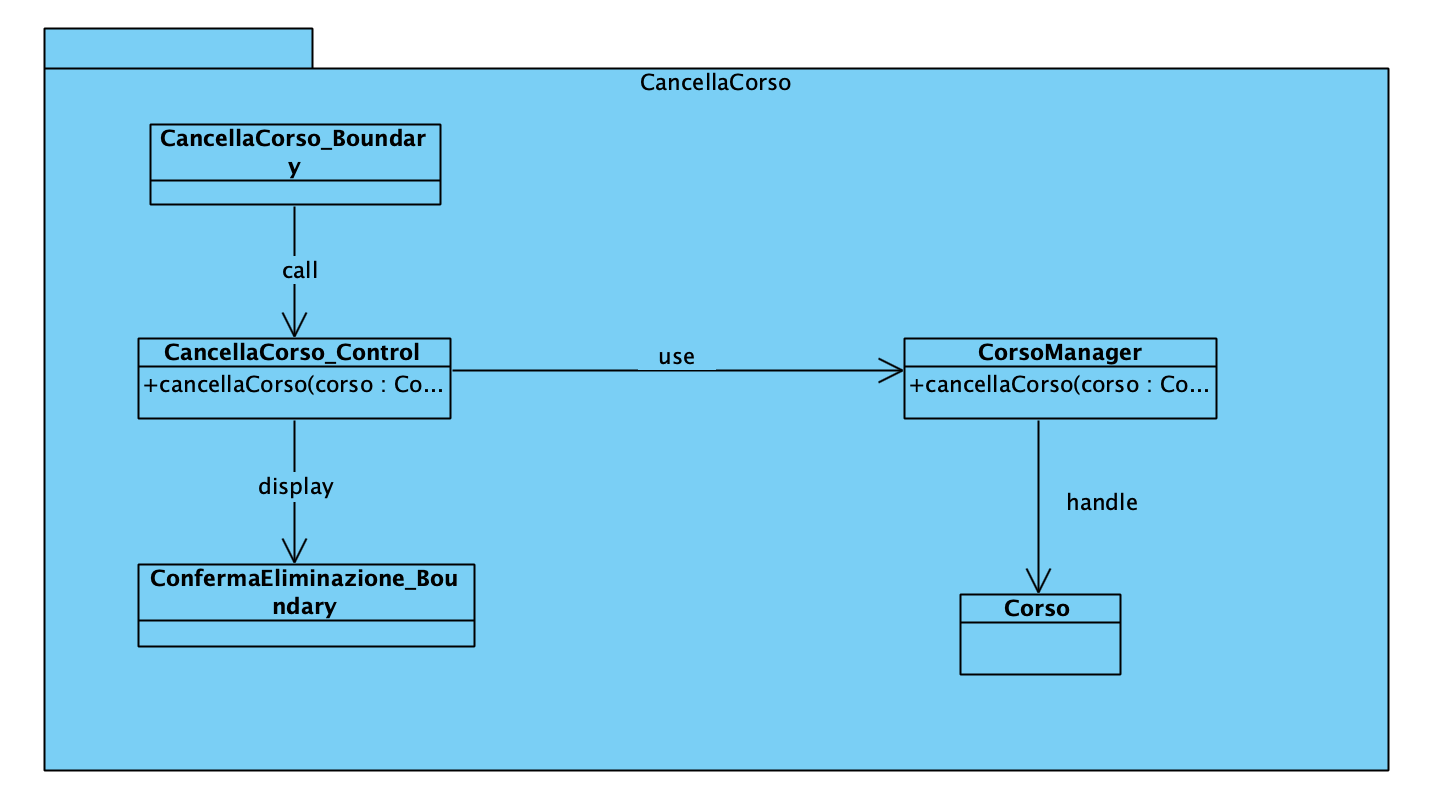 CancellaCorso
CancellaCorso_Boundar
y
call
CancellaCorso_Control
+cancellaCorso(corso : Co...
use
CorsoManager
+cancellaCorso(corso : Co...
display
handle
ConfermaEliminazione_Bou
ndary
Corso